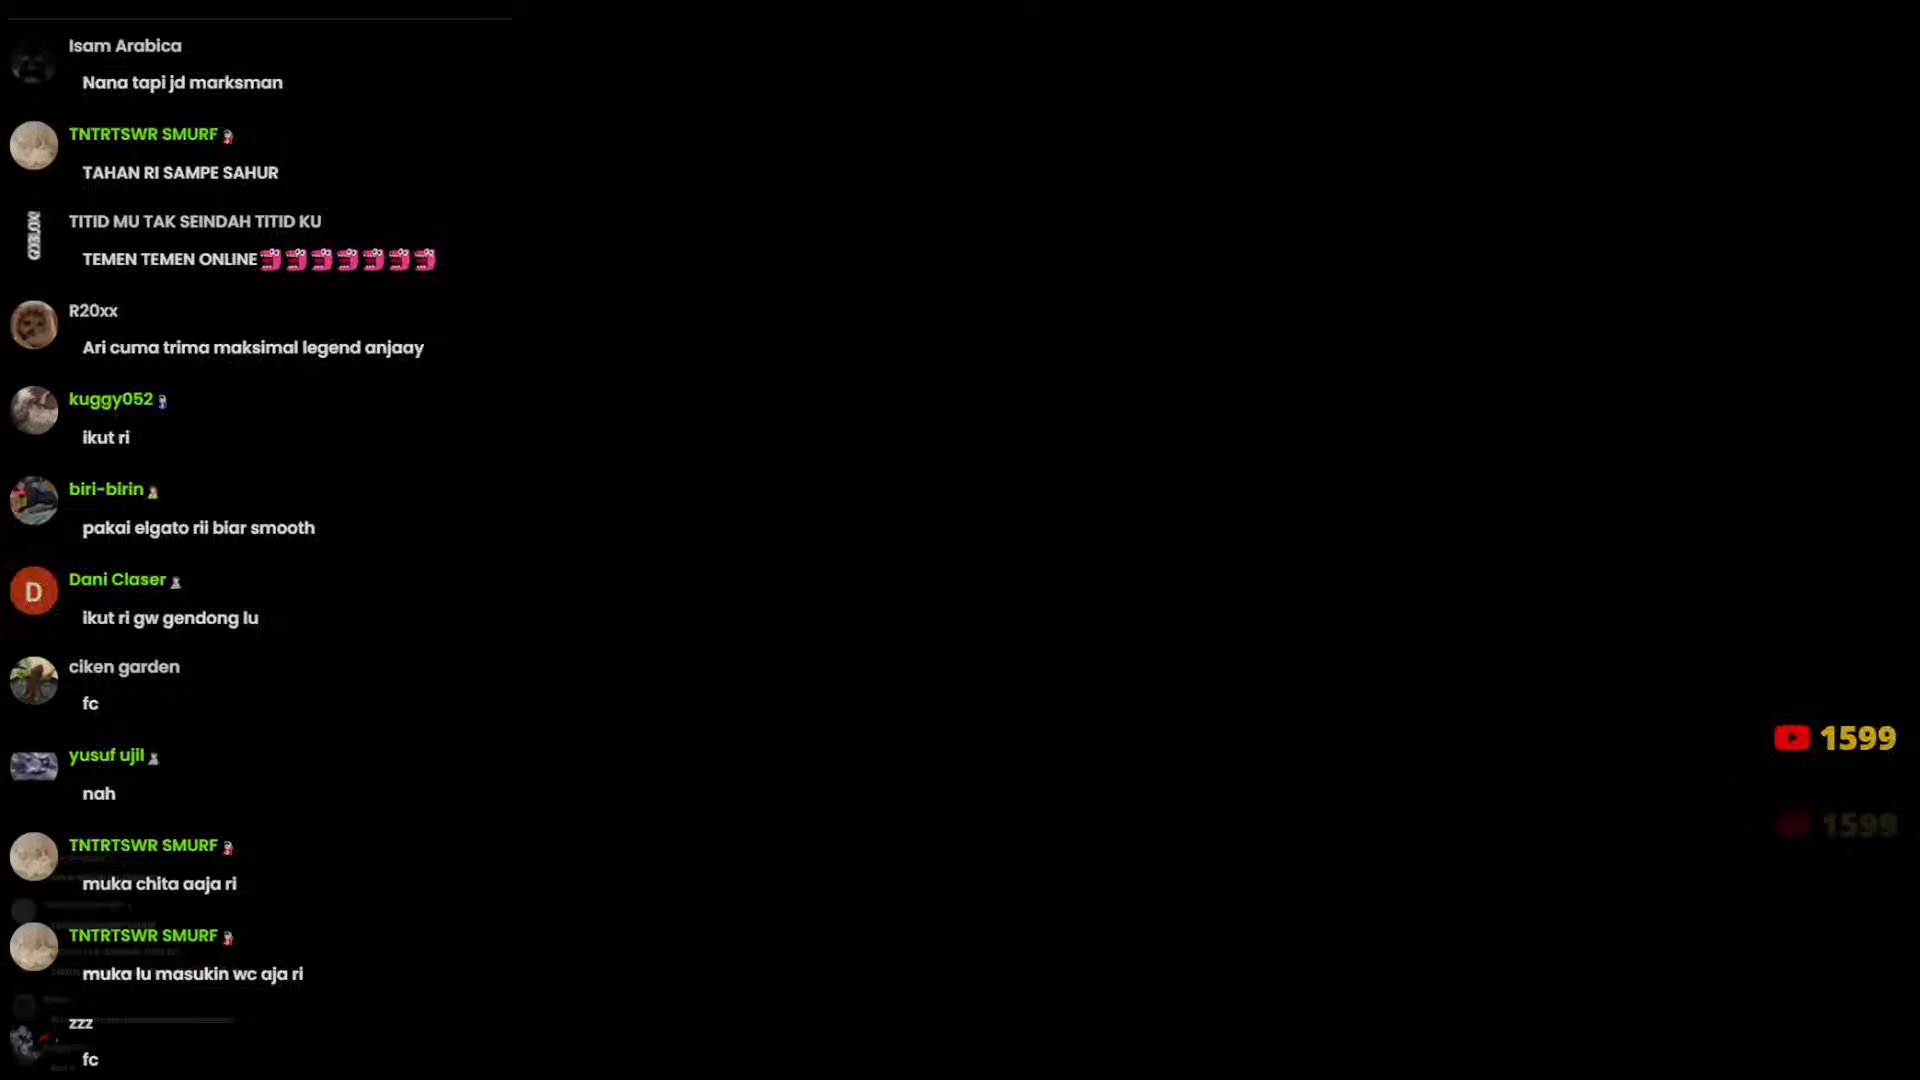 Isam Arabica
Nana tapi jd marksman
TNTRTSWR SMURF
TAHAN RI SAMPE SAHUR
TITID MU TAK SEINDAH TITID KU
TEMEN TEMEN ONLINE
R20xx
Ari cuma trima maksimal legend anjaay
kuggy052
ikut ri
biri-birin
pakai elgato rii biar smooth
D
Dani Claser
ikut ri gw gendong lu
ciken garden
fc
yusuf ujil
nah
1599
1599
TNTRTSWR SMURF
muka chita aaja ri
TNTRTSWR SMURF
muka lu masukin wc aja ri
zzz
fc